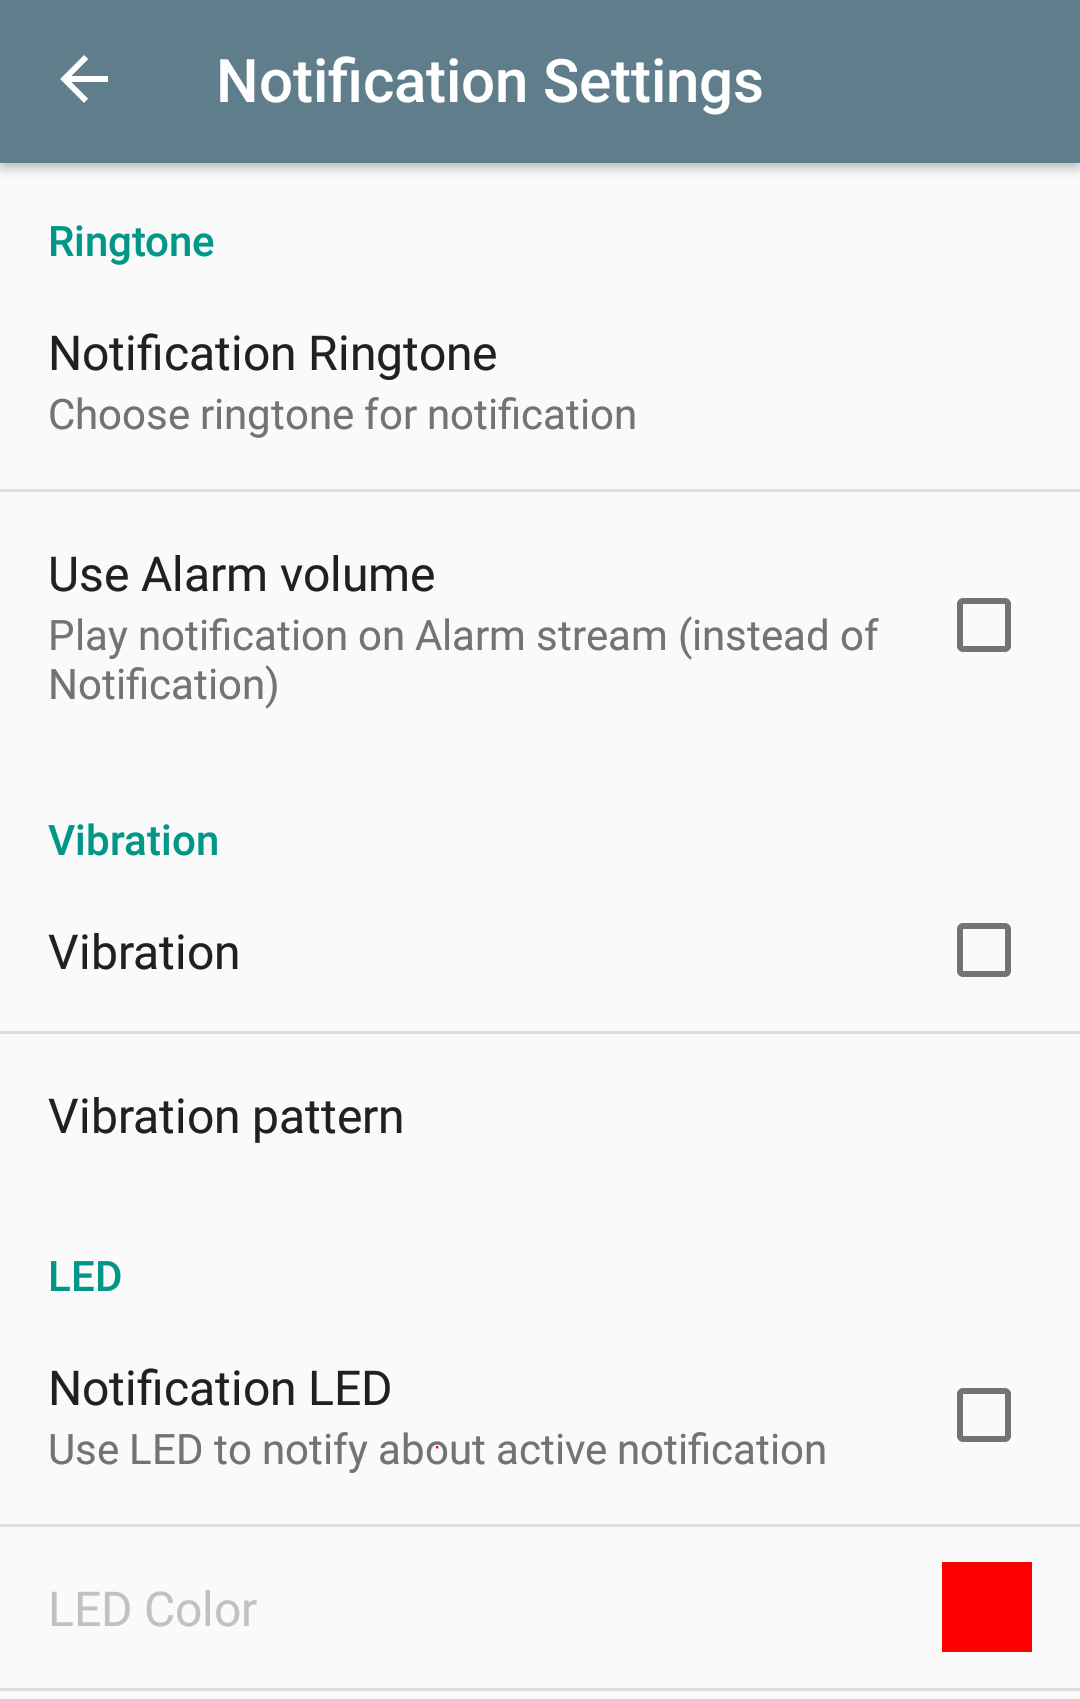 Notification Settings
Ringtone
Notification Ringtone
Choose ringtone for notification
Use Alarm volume
Play notification on Alarm stream (instead of
Notification)
Vibration
Vibration
Vibration pattern
LED
Notification LED
Use LED to notify about active notification
LED Color